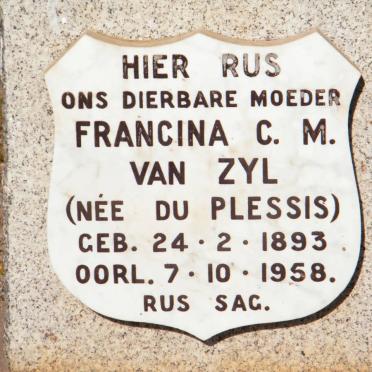 HIER RUS
ONS DIERBARE MOEDER
FRANCINA C. M.
VAN ZYL
(NÉE DU PLESSIS)
GEB. 24·2·1893
OORL. 7·10·1958.
RUS SAG.